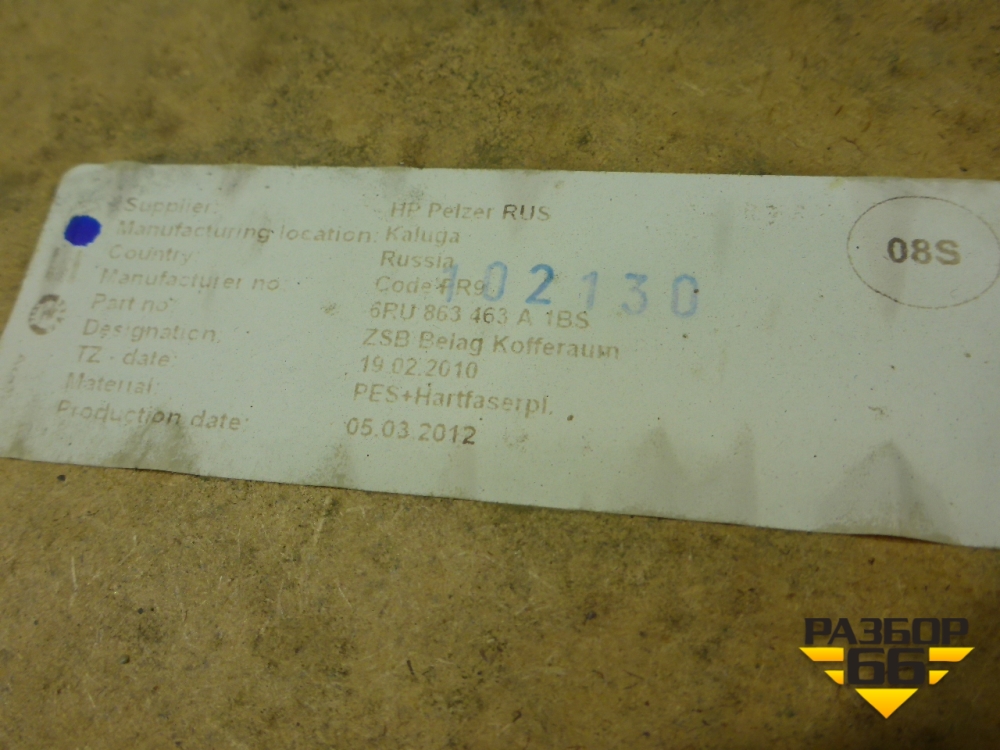 Supplier: HP Pelzer RUS
Manufacturing location: Kaluga
Country: Russia
Manufacturer no: Code
Part no: 6RU 863 463 A 1BS
Designation: ZSB Belag Kofferaum
TZ - date: 19.02.2010
Material: PES+Hartfaserpl.
Production date: 05.03.2012
102130
08S
РАЗБОР
66